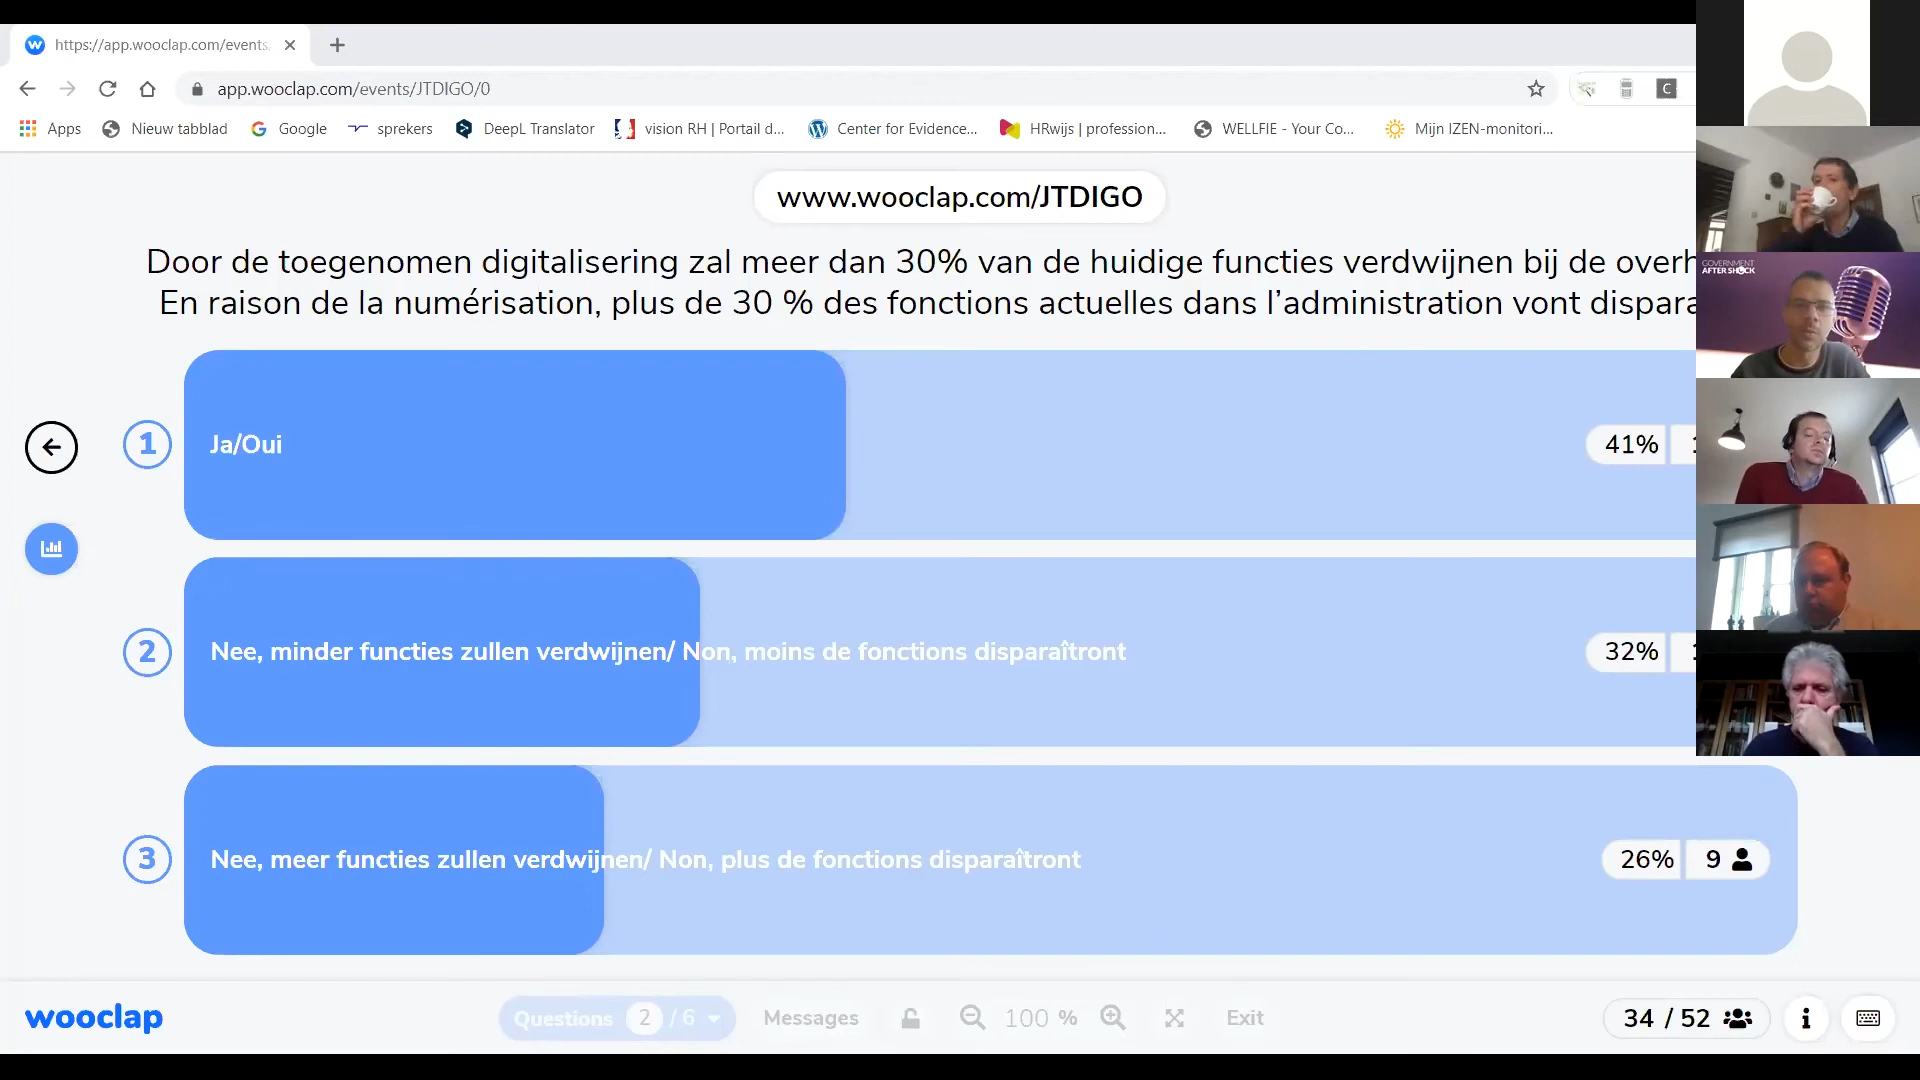 https://app.wooclap.com/events
app.wooclap.com/events/JTDIGO/0
Apps
Nieuw tabblad
Google
sprekers
DeepL Translator
vision RH | Portail d...
Center for Evidence...
HRwijs | profession...
WELLFIE - Your Co...
Mijn IZEN-monitori...
www.wooclap.com/JTDIGO
Door de toegenomen digitalisering zal meer dan 30% van de huidige functies verdwijnen bij de
En raison de la numérisation, plus de 30 % des fonctions actuelles dans l'administration vont
GOVERNMENT
AFTER SHOCK
1
Ja/Oui
41%
2
Nee, minder functies zullen verdwijnen/ Non, moins de fonctions disparaîtront
32%
3
Nee, meer functies zullen verdwijnen/ Non, plus de fonctions disparaîtront
26%
9
wooclap
Questions 2 / 6
Messages
100 %
Exit
34 / 52